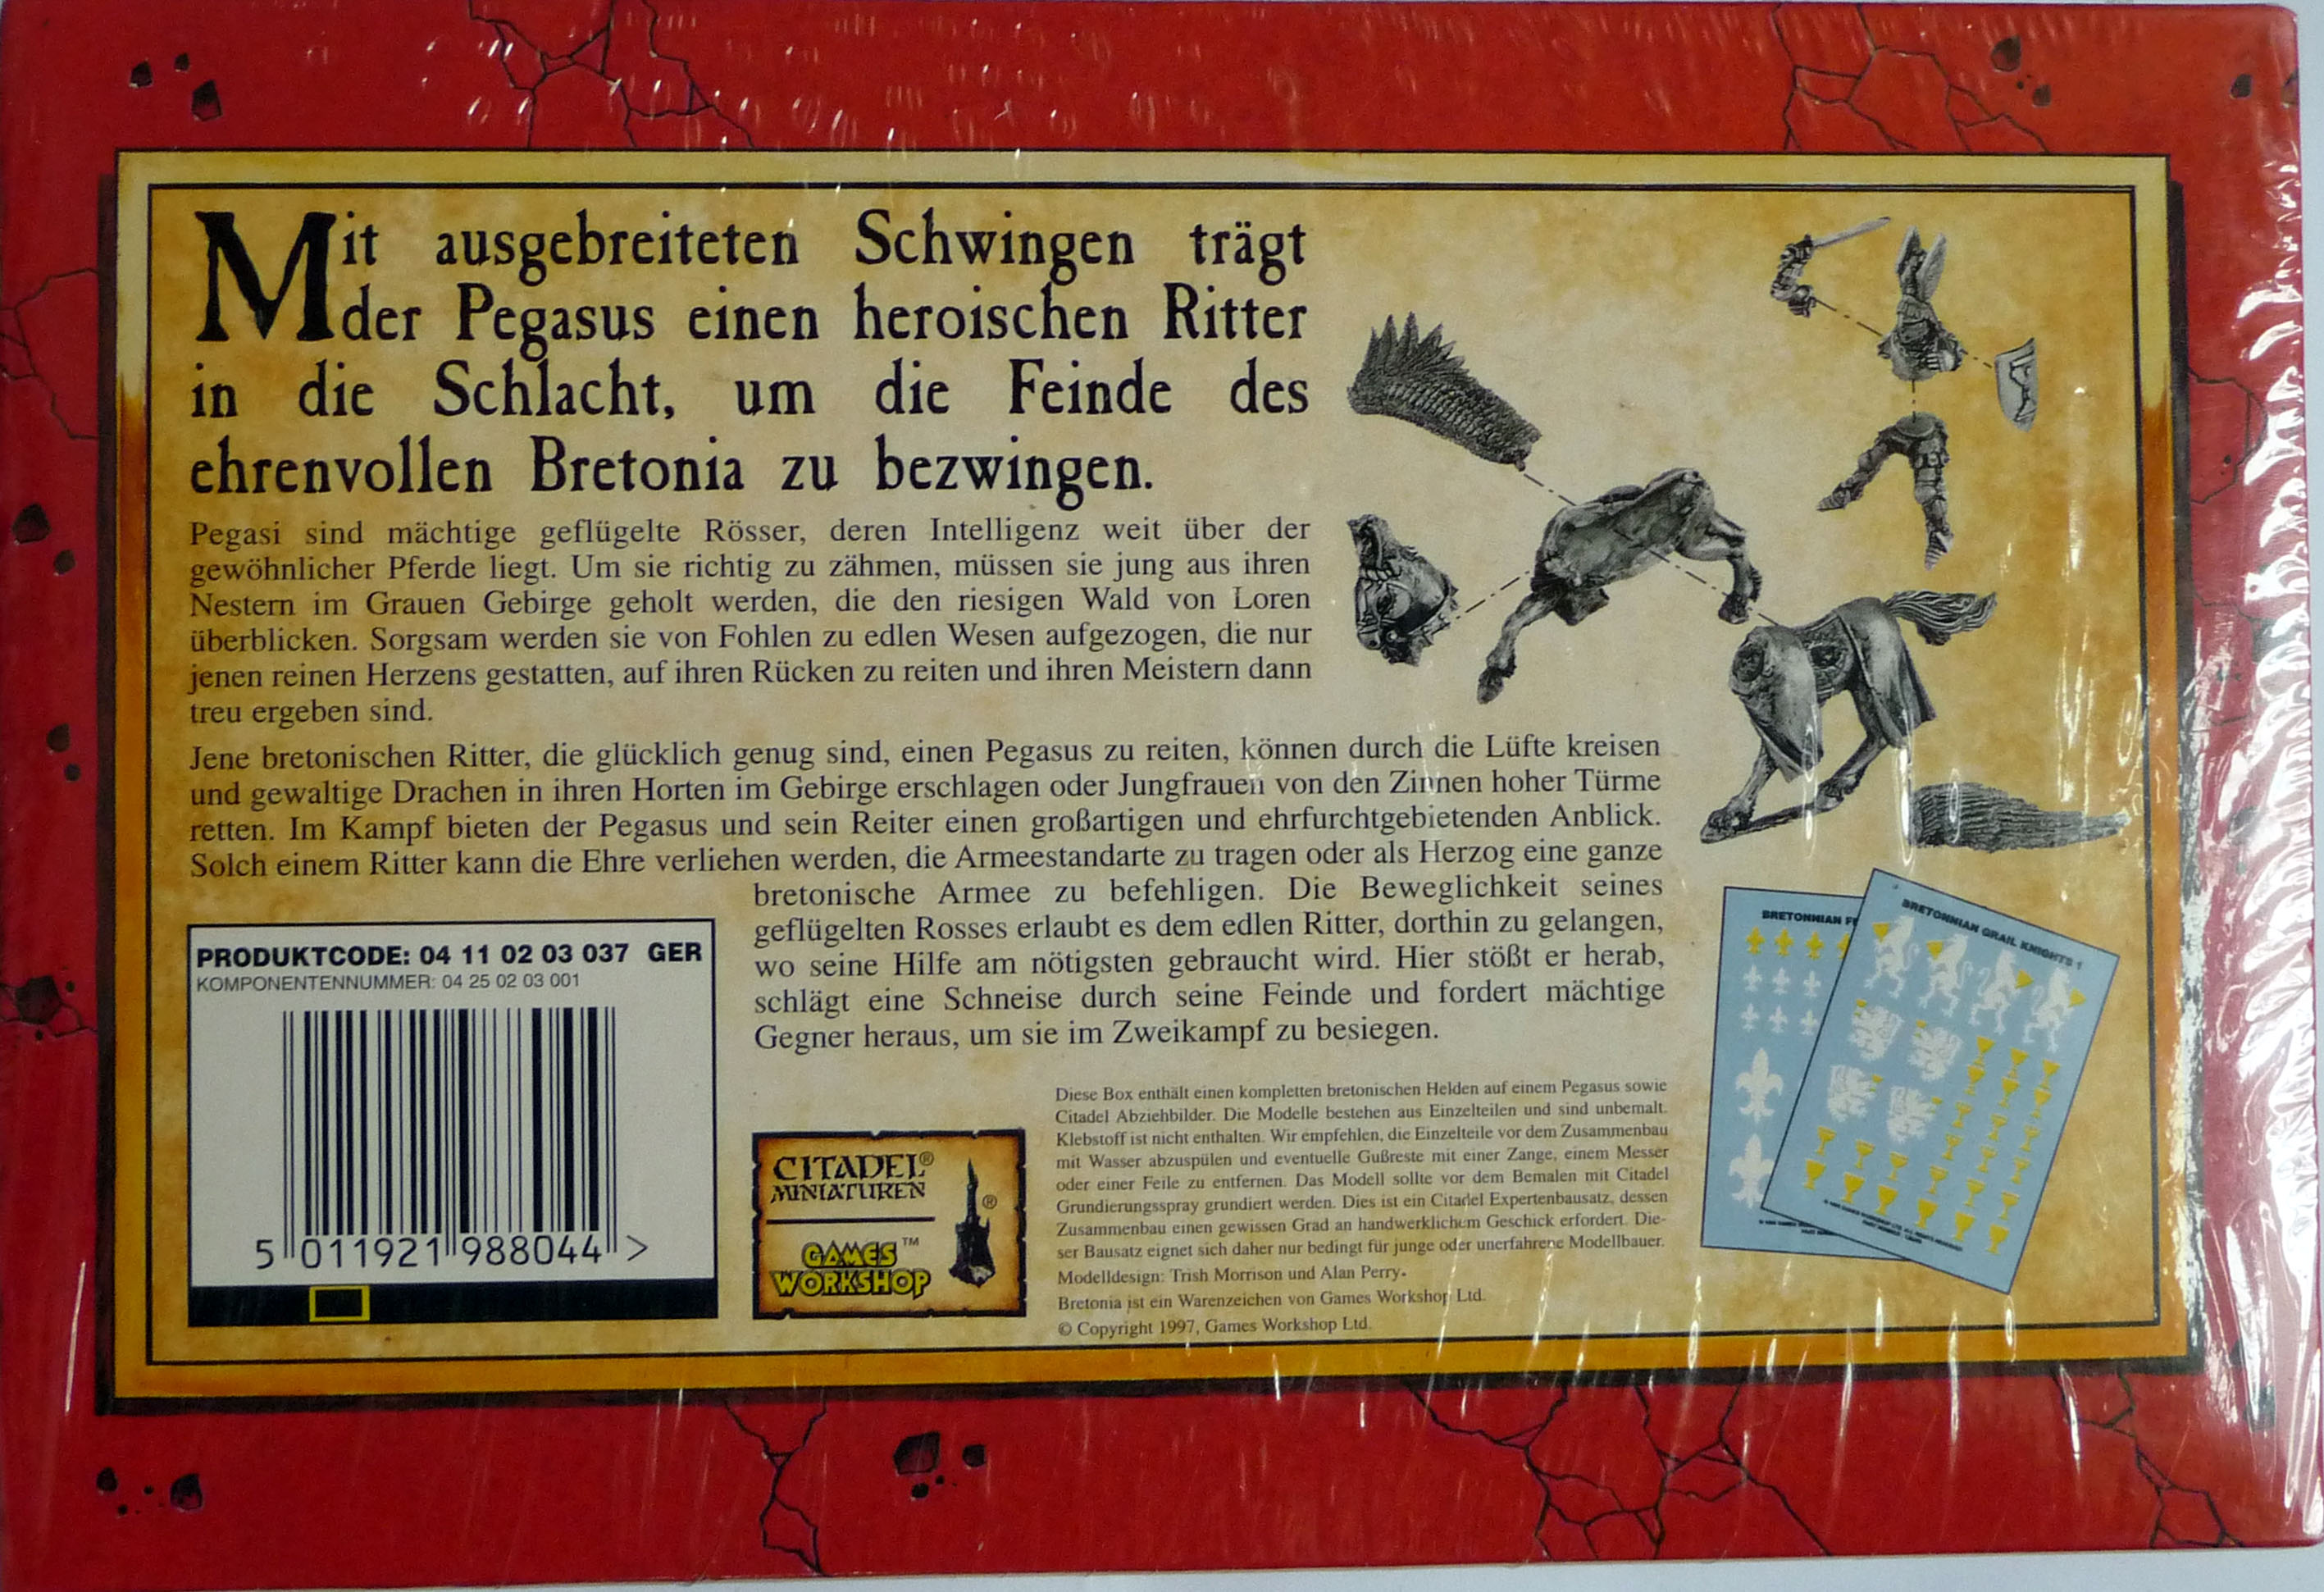 Mit ausgebreiteten Schwingen trägt
der Pegasus einen heroischen Ritter
in die Schlacht, um die Feinde des
ehrenvollen Bretonia zu bezwingen.
Pegasi sind mächtige geflügelte Rösser, deren Intelligenz weit über der
gewöhnlicher Pferde liegt. Um sie richtig zu zähmen, müssen sie jung aus ihren
Nestern im Grauen Gebirge geholt werden, die den riesigen Wald von Loren
überblicken. Sorgsam werden sie von Fohlen zu edlen Wesen aufgezogen, die nur
jenen reinen Herzens gestatten, auf ihren Rücken zu reiten und ihren Meistern dann
treu ergeben sind.
Jene bretonischen Ritter, die glücklich genug sind, einen Pegasus zu reiten, können durch die Lüfte kreisen
und gewaltige Drachen in ihren Horten im Gebirge erschlagen oder Jungfrauen von den Zinnen hoher Türme
retten. Im Kampf bieten der Pegasus und sein Reiter einen großartigen und ehrfurchtgebietenden Anblick.
Solch einem Ritter kann die Ehre verliehen werden, die Armeestandarte zu tragen oder als Herzog eine ganze
bretonische Armee zu befehligen. Die Beweglichkeit seines
geflügelten Rosses erlaubt es dem edlen Ritter, dorthin zu gelangen,
wo seine Hilfe am nötigsten gebraucht wird. Hier stößt er herab,
schlägt eine Schneise durch seine Feinde und fordert mächtige
Gegner heraus, um sie im Zweikampf zu besiegen.
PRODUKTCODE: 04 11 02 03 037 GER
KOMPONENTENNUMMER: 04 25 02 03 001
5 011921 988044 >
CITADEL®
MINIATUREN
®
GAMES™
WORKSHOP
Diese Box enthält einen kompletten bretonischen Helden auf einem Pegasus sowie
Citadel Abziehbilder. Die Modelle bestehen aus Einzelteilen und sind unbemalt.
Klebstoff ist nicht enthalten. Wir empfehlen, die Einzelteile vor dem Zusammenbau
mit Wasser abzuspülen und eventuelle Gußreste mit einer Zange, einem Messer
oder einer Feile zu entfernen. Das Modell sollte vor dem Bemalen mit Citadel
Grundierungsspray grundiert werden. Dies ist ein Citadel Expertenbausatz, dessen
Zusammenbau einen gewissen Grad an handwerklichem Geschick erfordert. Die-
ser Bausatz eignet sich daher nur bedingt für junge oder unerfahrene Modellbauer.
Modelldesign: Trish Morrison und Alan Perry.
Bretonia ist ein Warenzeichen von Games Workshop Ltd.
© Copyright 1997, Games Workshop Ltd.
BRETONNIAN
BRETONNIAN GRAIL KNIGHTS 1